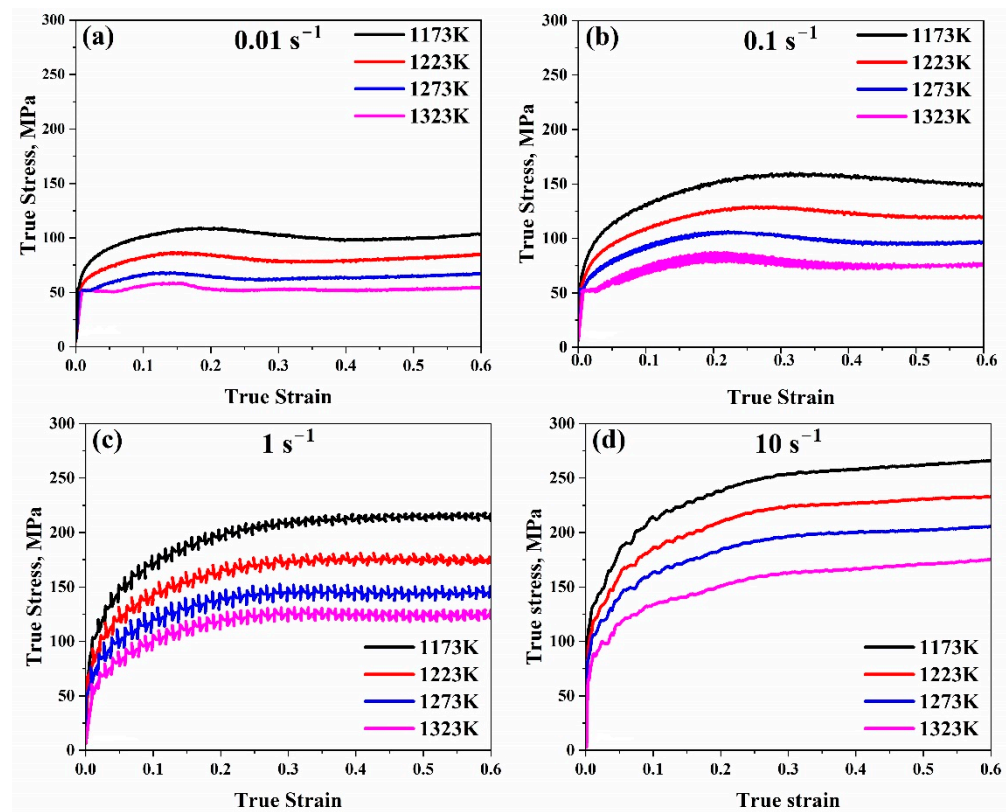 (a)
0.01 s⁻¹
1173K
1223K
1273K
1323K
True Stress, MPa
300
250
200
150
100
50
0
0.0 0.1 0.2 0.3 0.4 0.5 0.6
True Strain
(b)
0.1 s⁻¹
1173K
1223K
1273K
1323K
True Stress, MPa
300
250
200
150
100
50
0
0.0 0.1 0.2 0.3 0.4 0.5 0.6
True Strain
(c)
1 s⁻¹
True Stress, MPa
300
250
200
150
100
50
0
1173K
1223K
1273K
1323K
0.0 0.1 0.2 0.3 0.4 0.5 0.6
True Strain
(d)
10 s⁻¹
True stress, MPa
300
250
200
150
100
50
0
1173K
1223K
1273K
1323K
0.0 0.1 0.2 0.3 0.4 0.5 0.6
True strain